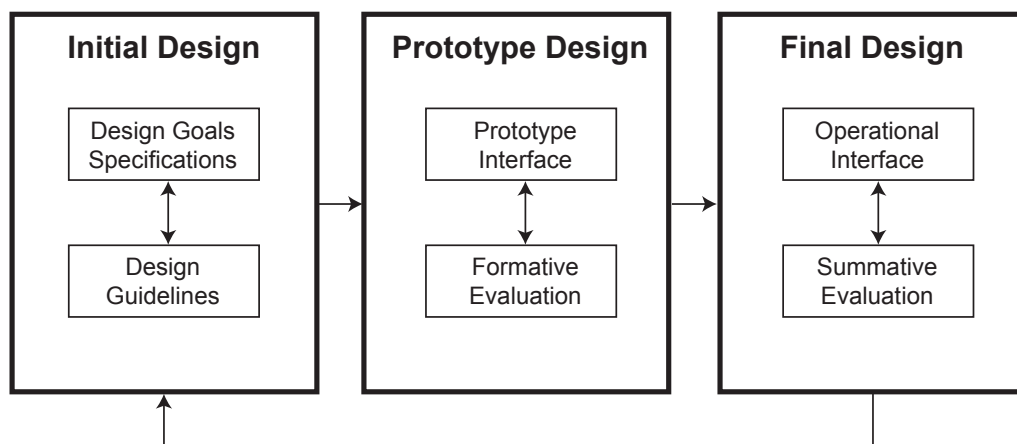 Initial Design
Design Goals
Specifications
Design
Guidelines
Prototype Design
Prototype
Interface
Formative
Evaluation
Final Design
Operational
Interface
Summative
Evaluation